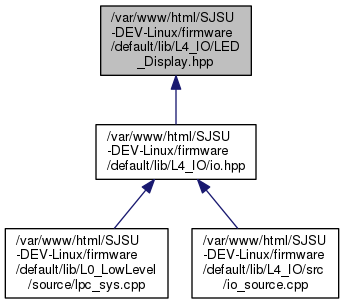 /var/www/html/SJSU
-DEV-Linux/firmware
/default/lib/L4_IO/LED
_Display.hpp
/var/www/html/SJSU
-DEV-Linux/firmware
/default/lib/L4_IO/io.hpp
/var/www/html/SJSU
-DEV-Linux/firmware
/default/lib/L0_LowLevel
/source/lpc_sys.cpp
/var/www/html/SJSU
-DEV-Linux/firmware
/default/lib/L4_IO/src
/io_source.cpp